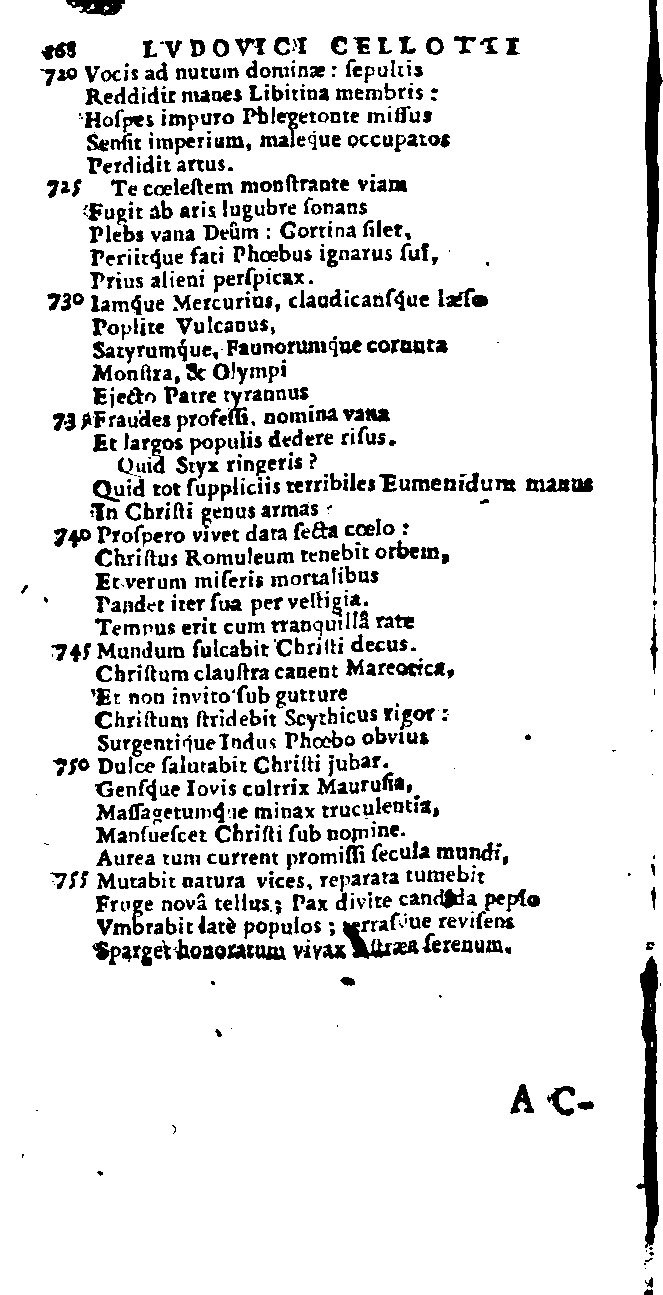 168 LVDOVICI CELLOTII
720 Vocis ad nutum dominæ : ſepultis
Reddidit manes Libitina membris :
Hoſpes impuro Phlegetonte miſſus
Senſit imperium, maleque occupatos
Perdidit artus.
725 Te cœleſtem monſtrante viam
Fugit ab aris lugubre ſonans
Plebs vana Deûm : Cortina ſilet,
Periitque fati Phœbus ignarus ſui,
Prius alieni perſpicax.
730 Iamque Mercurius, claudicanſque læſo
Poplite Vulcanus,
Satyrumque, Faunorumque cornuta
Monſtra, & Olympi
Ejecto Patre tyrannus
735 Fraudes profeſſi, nomina vana
Et largos populis dedere riſus.
Quid Styx ringeris ?
Quid tot ſuppliciis terribiles Eumenidum manus
In Chriſti genus armas
740 Proſpero vivet data ſecta cœlo :
Chriſtus Romuleum tenebit orbem,
Et verum miſeris mortalibus
Pandet iter ſua per veſtigia.
Tempus erit cum tranquillâ rate
745 Mundum ſulcabit Chriſti decus.
Chriſtum clauſtra canent Mareotica,
Et non invito ſub gutture
Chriſtum ſtridebit Scythicus rigor :
Surgentique Indus Phœbo obvius
750 Dulce ſalutabit Chriſti jubar.
Genſque Iovis cultrix Mauruſia,
Maſſagetumque minax truculentia,
Manſueſcet Chriſti ſub nomine.
Aurea tum current promiſſi ſecula mundi,
755 Mutabit natura vices, reparata tumebit
Fruge novâ tellus ; Pax divite candida peplo
Vmbrabit latè populos ; terraſque reviſens
Sparget honoratum vivax Aſtræa ſerenum.
AC-